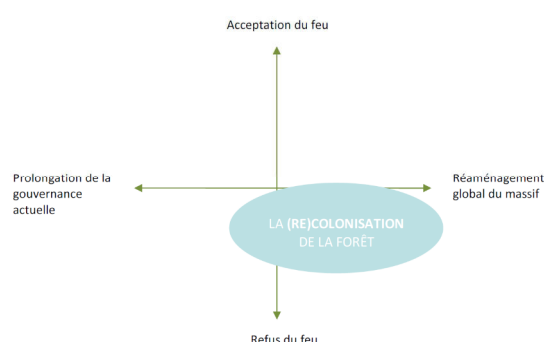 Acceptation du feu
Prolongation de la
gouvernance
actuelle
Réaménagement
global du massif
LA (RE)COLONISATION
DE LA FORÊT
Refus du feu